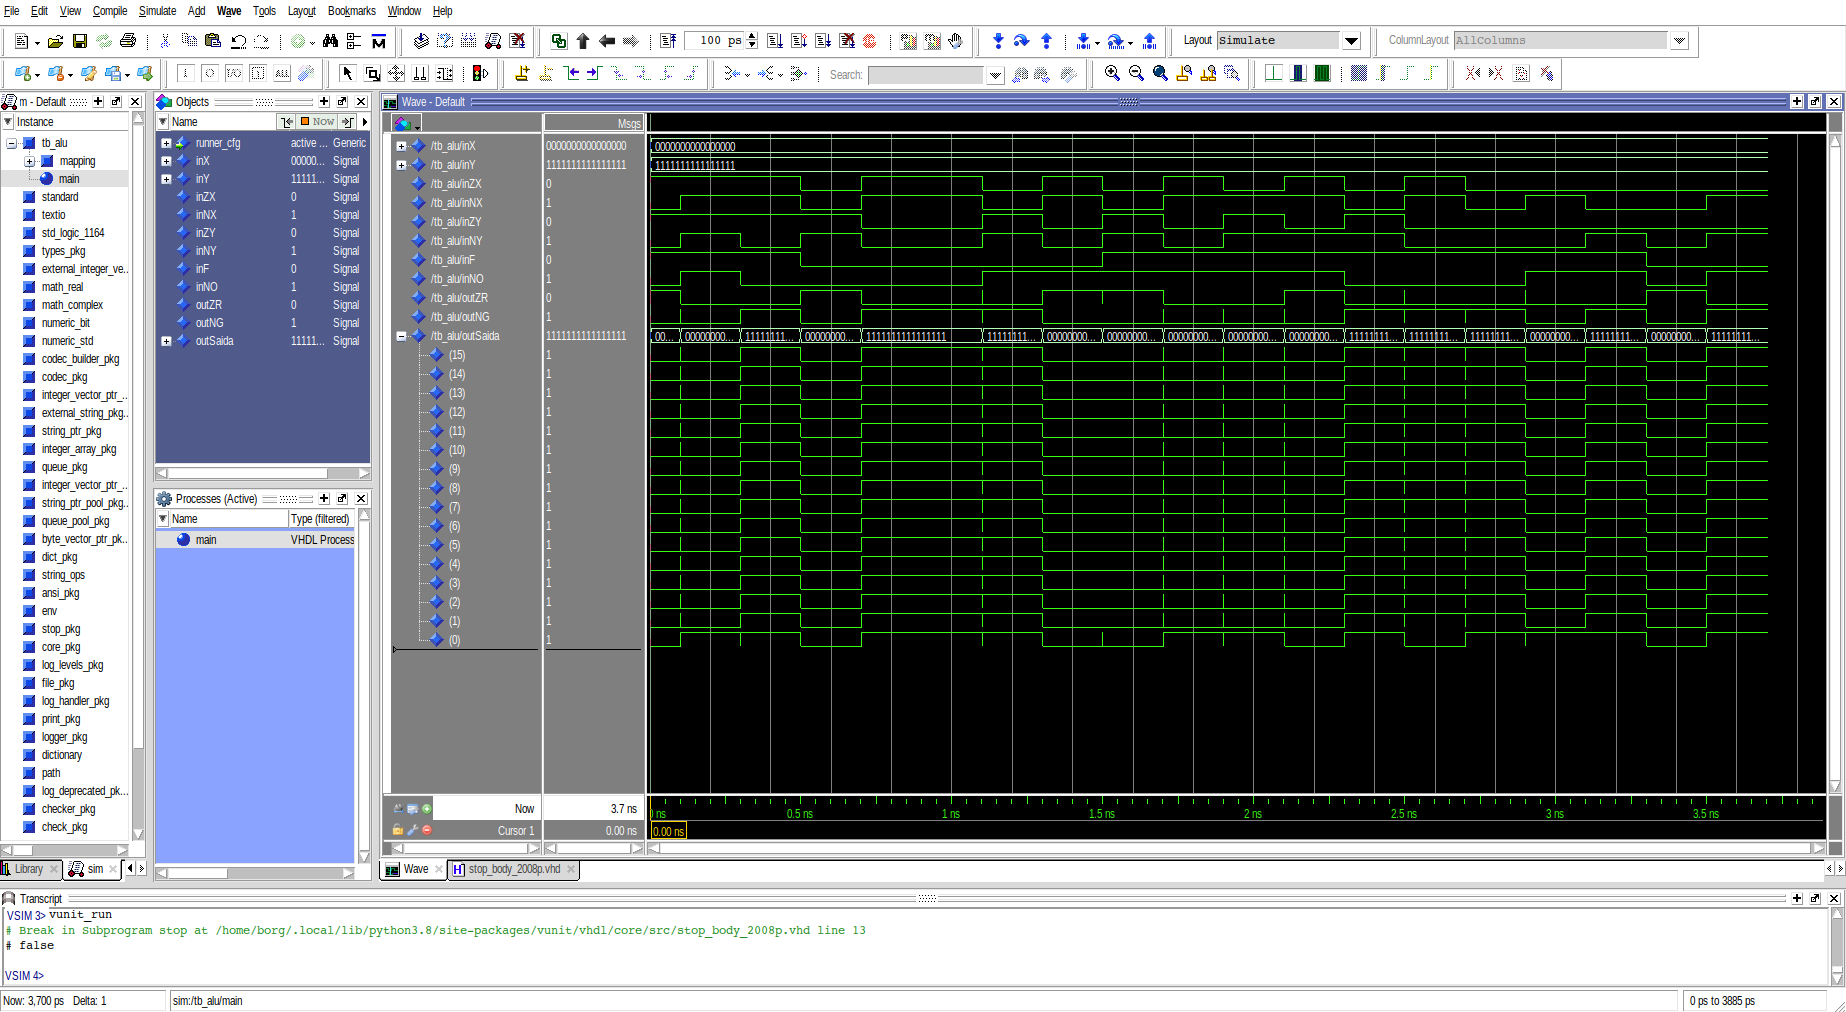 File Edit View Compile Simulate Add Wave Tools Layout Bookmarks Window Help
100 ps
Layout Simulate
ColumnLayout AllColumns
Search:
m - Default
Instance
tb_alu
mapping
main
standard
textio
std_logic_1164
types_pkg
external_integer_ve..
math_real
math_complex
numeric_bit
numeric_std
codec_builder_pkg
codec_pkg
integer_vector_ptr_..
external_string_pkg..
string_ptr_pkg
integer_array_pkg
queue_pkg
integer_vector_ptr_..
string_ptr_pool_pkg..
queue_pool_pkg
byte_vector_ptr_pk..
dict_pkg
string_ops
ansi_pkg
env
stop_pkg
core_pkg
log_levels_pkg
file_pkg
log_handler_pkg
print_pkg
logger_pkg
dictionary
path
log_deprecated_pk...
checker_pkg
check_pkg
Library
sim
Objects
Name Now
runner_cfg active ... Generic
inX 00000... Signal
inY 11111... Signal
inZX 0 Signal
inNX 1 Signal
inZY 0 Signal
inNY 1 Signal
inF 0 Signal
inNO 1 Signal
outZR 0 Signal
outNG 1 Signal
outSaida 11111... Signal
Processes (Active)
Name Type (filtered)
main VHDL Process
Wave - Default
Msgs
/tb_alu/inX 0000000000000000 0000000000000000
/tb_alu/inY 1111111111111111 1111111111111111
/tb_alu/inZX 0
/tb_alu/inNX 1
/tb_alu/inZY 0
/tb_alu/inNY 1
/tb_alu/inF 0
/tb_alu/inNO 1
/tb_alu/outZR 0
/tb_alu/outNG 1
/tb_alu/outSaida 1111111111111111 00... 00000000... 11111111... 00000000... 1111111111111111 11111111... 00000000... 00000000... 00000000... 00000000... 00000000... 11111111... 11111111... 11111111... 00000000... 11111111... 00000000... 11111111...
(15) 1
(14) 1
(13) 1
(12) 1
(11) 1
(10) 1
(9) 1
(8) 1
(7) 1
(6) 1
(5) 1
(4) 1
(3) 1
(2) 1
(1) 1
(0) 1
Now 3.7 ns
ns 0.5 ns 1 ns 1.5 ns 2 ns 2.5 ns 3 ns 3.5 ns
Cursor 1 0.00 ns 0.00 ns
Wave
stop_body_2008p.vhd
Transcript
VSIM 3> vunit_run
# Break in Subprogram stop at /home/borg/.local/lib/python3.8/site-packages/vunit/vhdl/core/src/stop_body_2008p.vhd line 13
# false
VSIM 4>
Now: 3,700 ps Delta: 1
sim:/tb_alu/main
0 ps to 3885 ps